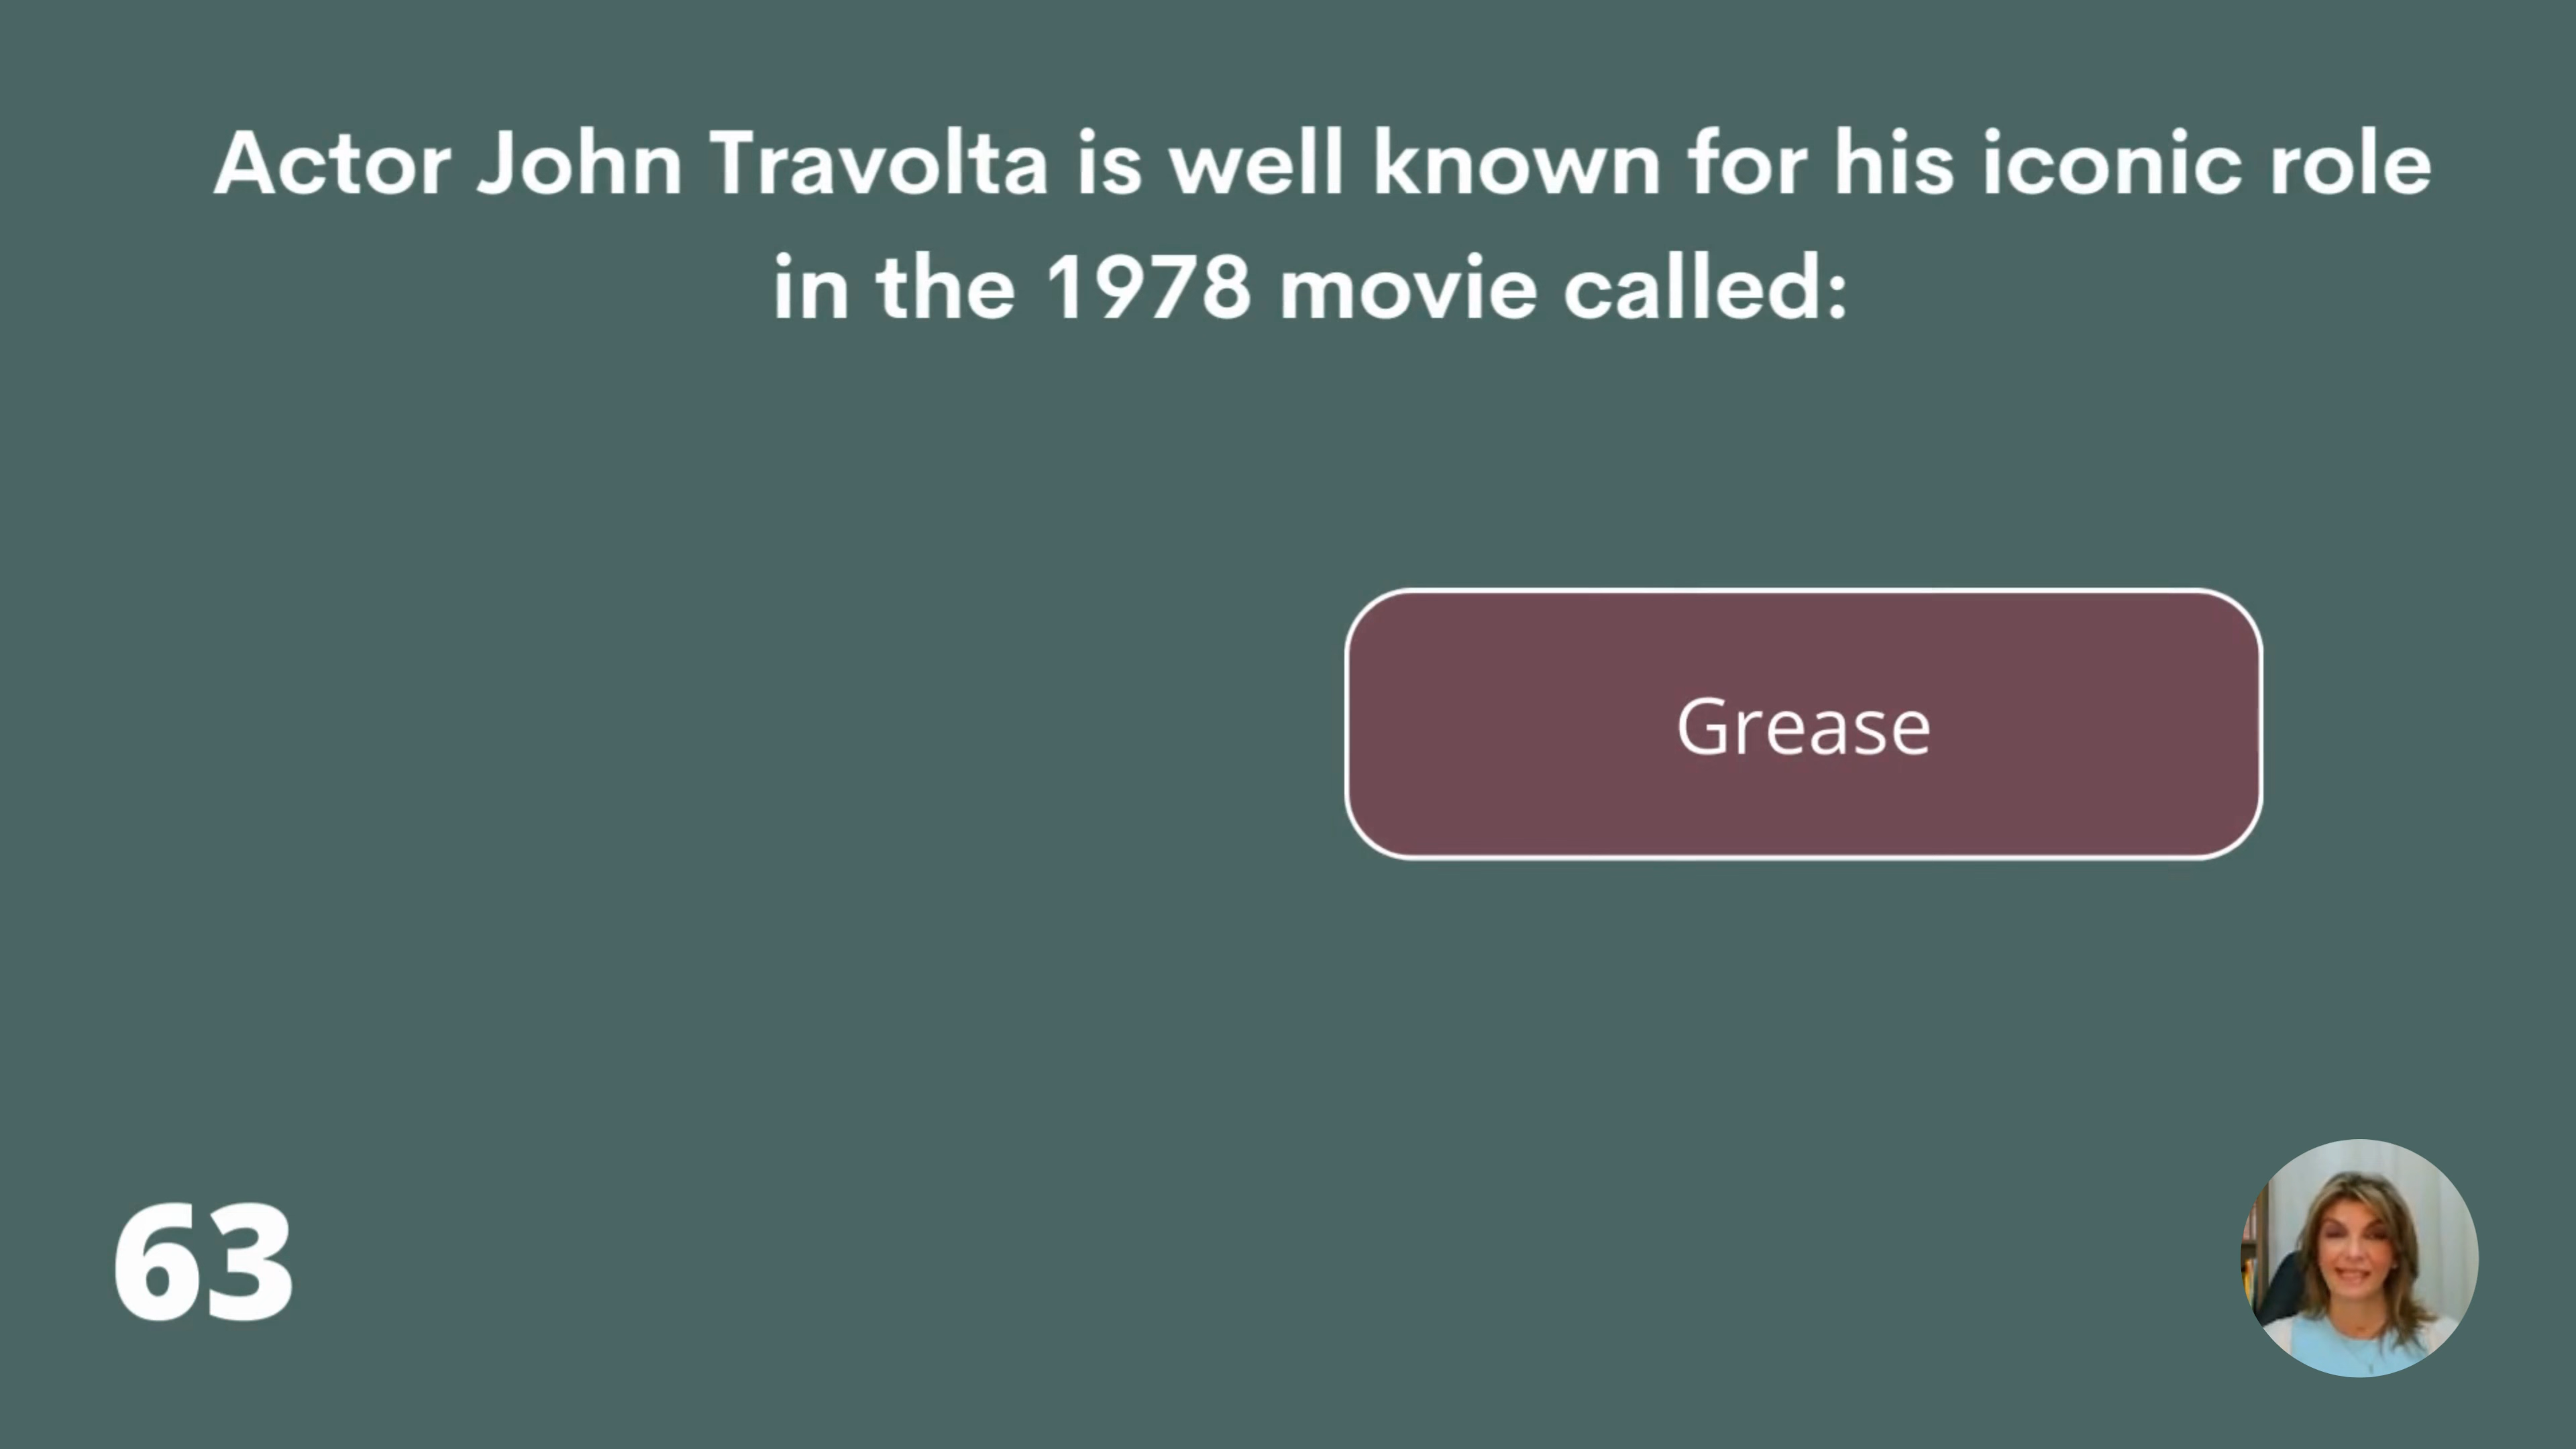 Actor John Travolta is well known for his iconic role
in the 1978 movie called:
Grease
63